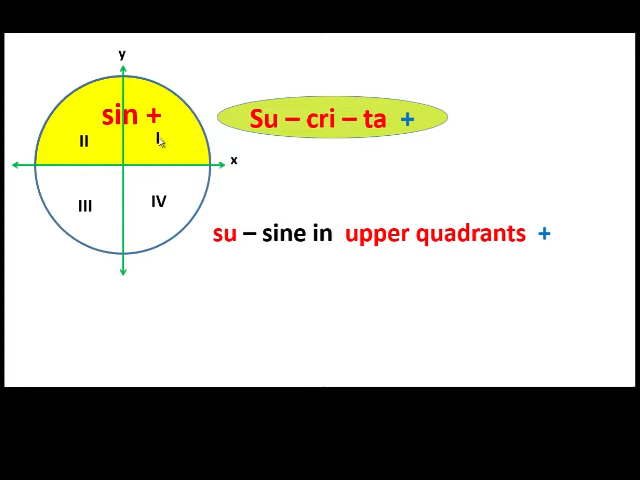 y
sin +
Su – cri – ta +
II I
x
III IV
su – sine in upper quadrants +